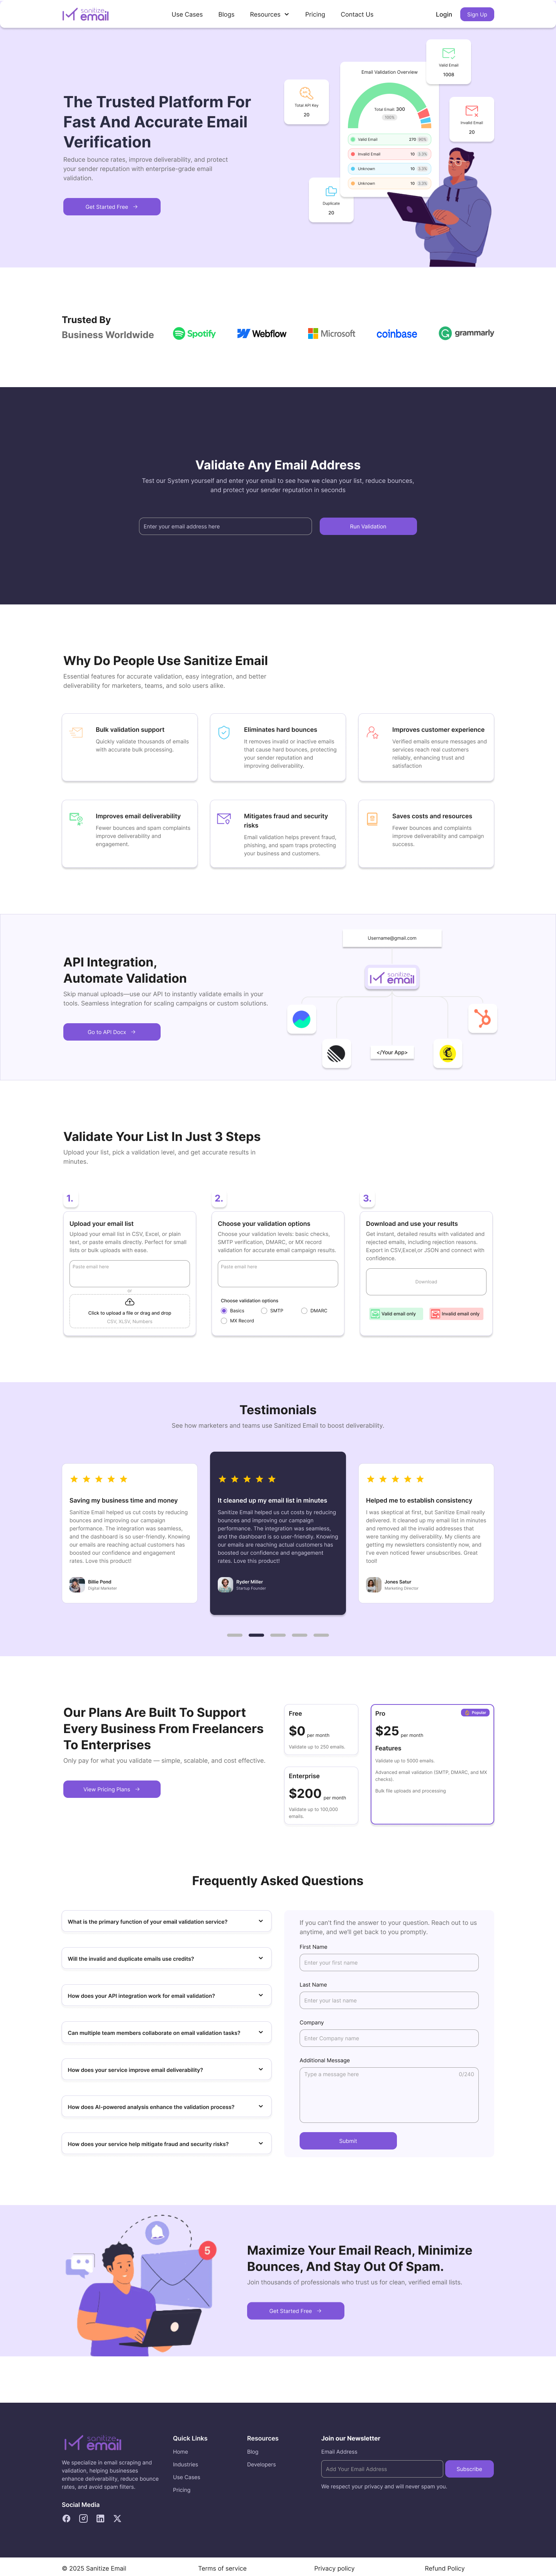 sanitize
email
Use Cases
Blogs
Resources
Pricing
Contact Us
Login
Sign Up
The Trusted Platform For
Fast And Accurate Email
Verification
Reduce bounce rates, improve deliverability, and protect
your sender reputation with enterprise-grade email
validation.
Get Started Free →
Total API Key
20
Email Validation Overview
Total Email: 300
Valid Email 270
Invalid Email 10
Unknown 10
Unknown 10
Valid Email
1008
Invalid Email
20
Duplicate
20
Trusted By
Business Worldwide
Spotify
Webflow
Microsoft
coinbase
grammarly
Validate Any Email Address
Test our System yourself and enter your email to see how we clean your list, reduce bounces,
and protect your sender reputation in seconds
Enter your email address here
Run Validation
Why Do People Use Sanitize Email
Essential features for accurate validation, easy integration, and better
deliverability for marketers, teams, and solo users alike.
Bulk validation support
Quickly validate thousands of emails
with accurate bulk processing.
Eliminates hard bounces
It removes invalid or inactive emails
that cause hard bounces, protecting
your sender reputation and
improving deliverability.
Improves customer experience
Verified emails ensure messages and
services reach real customers
reliably, enhancing trust and
satisfaction
Improves email deliverability
Fewer bounces and spam complaints
improve deliverability and
engagement.
Mitigates fraud and security
risks
Email validation helps prevent fraud,
phishing, and spam traps protecting
your business and customers.
Saves costs and resources
Fewer bounces and complaints
improve deliverability and campaign
success.
API Integration,
Automate Validation
Skip manual uploads—use our API to instantly validate emails in your
tools. Seamless integration for scaling campaigns or custom solutions.
Go to API Docx →
Username@gmail.com
sanitize
email
</Your App>
Validate Your List In Just 3 Steps
Upload your list, pick a validation level, and get accurate results in
minutes.
1.
Upload your email list
Upload your email list in CSV, Excel, or plain
text, or paste emails directly. Perfect for small
lists or bulk uploads with ease.
Paste email here
or
Click to upload a file or drag and drop
CSV, XLSV, Numbers
2.
Choose your validation options
Choose your validation levels: basic checks,
SMTP verification, DMARC, or MX record
validation for accurate email campaign results.
Paste email here
Choose validation options
Basics
SMTP
DMARC
MX Record
3.
Download and use your results
Get instant, detailed results with validated and
rejected emails, including rejection reasons.
Export in CSV,Excel,or JSON and connect with
confidence.
Download
Valid email only
Invalid email only
Testimonials
See how marketers and teams use Sanitized Email to boost deliverability.
Saving my business time and money
Sanitize Email helped us cut costs by reducing
bounces and improving our campaign
performance. The integration was seamless,
and the dashboard is so user-friendly. Knowing
our emails are reaching actual customers has
boosted our confidence and engagement
rates. Love this product!
Billie Pond
Digital Marketer
It cleaned up my email list in minutes
Sanitize Email helped us cut costs by reducing
bounces and improving our campaign
performance. The integration was seamless,
and the dashboard is so user-friendly. Knowing
our emails are reaching actual customers has
boosted our confidence and engagement
rates. Love this product!
Ryder Miller
Startup Founder
Helped me to establish consistency
I was skeptical at first, but Sanitize Email really
delivered. It cleaned up my email list in minutes
and removed all the invalid addresses that
were tanking my deliverability. My clients are
getting my newsletters consistently now, and
I've even noticed fewer unsubscribes. Great
tool!
Jones Satur
Marketing Director
Our Plans Are Built To Support
Every Business From Freelancers
To Enterprises
Only pay for what you validate — simple, scalable, and cost effective.
View Pricing Plans →
Free
$0 per month
Validate up to 250 emails.
Enterprise
$200 per month
Validate up to 100,000
emails.
Pro
Popular
$25 per month
Features
Validate up to 5000 emails.
Advanced email validation (SMTP, DMARC, and MX
checks).
Bulk file uploads and processing.
Frequently Asked Questions
What is the primary function of your email validation service?
Will the invalid and duplicate emails use credits?
How does your API integration work for email validation?
Can multiple team members collaborate on email validation tasks?
How does your service improve email deliverability?
How does AI-powered analysis enhance the validation process?
How does your service help mitigate fraud and security risks?
If you can't find the answer to your question. Reach out to us
anytime, and we'll get back to you promptly.
First Name
Enter your first name
Last Name
Enter your last name
Company
Enter Company name
Additional Message
Type a message here
0/240
Submit
5
Maximize Your Email Reach, Minimize
Bounces, And Stay Out Of Spam.
Join thousands of professionals who trust us for clean, verified email lists.
Get Started Free →
sanitize
email
We specialize in email scraping and
validation, helping businesses
enhance deliverability, reduce bounce
rates, and avoid spam filters.
Social Media
Quick Links
Home
Industries
Use Cases
Pricing
Resources
Blog
Developers
Join our Newsletter
Email Address
Add Your Email Address
Subscribe
We respect your privacy and will never spam you.
© 2025 Sanitize Email
Terms of service
Privacy policy
Refund Policy